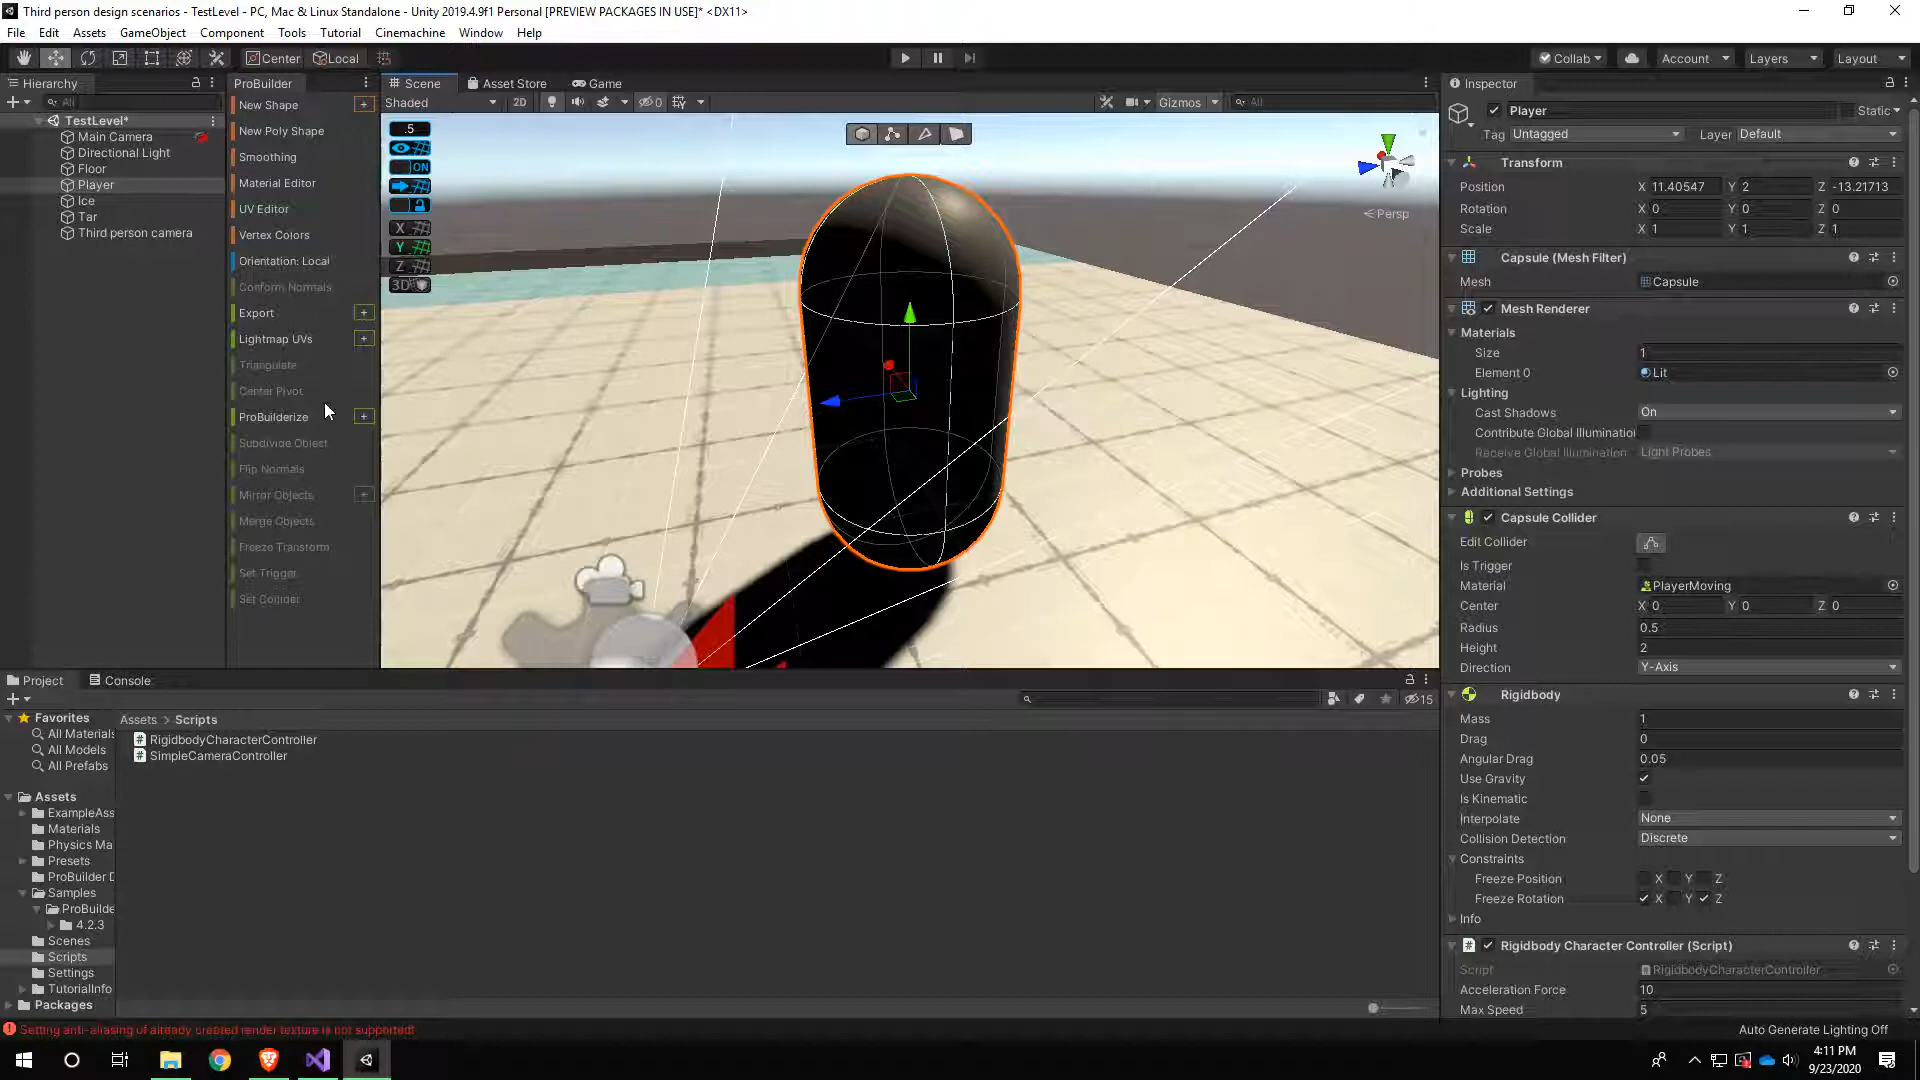 Third person design scenarios - TestLevel - PC, Mac & Linux Standalone - Unity 2019.4.9f1 Personal [PREVIEW PACKAGES IN USE]* <DX11>
File Edit Assets GameObject Component Tools Tutorial Cinemachine Window Help
Center Local Collab Account Layers Layout
Hierarchy
All
TestLevel*
Main Camera
Directional Light
Floor
Player
Ice
Tar
Third person camera
ProBuilder
New Shape
New Poly Shape
Smoothing
Material Editor
UV Editor
Vertex Colors
Orientation: Local
Conform Normals
Export
Lightmap UVs
Triangulate
Center Pivot
ProBuilderize
Subdivide Object
Flip Normals
Mirror Objects
Merge Objects
Freeze Transform
Set Trigger
Set Collider
Scene Asset Store Game
Shaded 2D 0 Gizmos All
.5
ON
X
Y
Z
3D
Persp
Inspector
Player Static
Tag Untagged Layer Default
Transform
Position X 11.40547 Y 2 Z -13.21713
Rotation X 0 Y 0 Z 0
Scale X 1 Y 1 Z 1
Capsule (Mesh Filter)
Mesh Capsule
Mesh Renderer
Materials
Size 1
Element 0 Lit
Lighting
Cast Shadows On
Contribute Global Illuminatio
Receive Global Illumination Light Probes
Probes
Additional Settings
Capsule Collider
Edit Collider
Is Trigger
Material PlayerMoving
Center X 0 Y 0 Z 0
Radius 0.5
Height 2
Direction Y-Axis
Rigidbody
Mass 1
Drag 0
Angular Drag 0.05
Use Gravity
Is Kinematic
Interpolate None
Collision Detection Discrete
Constraints
Freeze Position X Y Z
Freeze Rotation X Y Z
Info
Rigidbody Character Controller (Script)
Script RigidbodyCharacterController
Acceleration Force 10
Max Speed 5
Project Console
15
Favorites
All Materials
All Models
All Prefabs
Assets
ExampleAss
Materials
Physics Ma
Presets
ProBuilder D
Samples
ProBuilde
4.2.3
Scenes
Scripts
Settings
TutorialInfo
Packages
Assets > Scripts
RigidbodyCharacterController
SimpleCameraController
Setting anti-aliasing of already created render texture is not supported!
Auto Generate Lighting Off
4:11 PM
9/23/2020